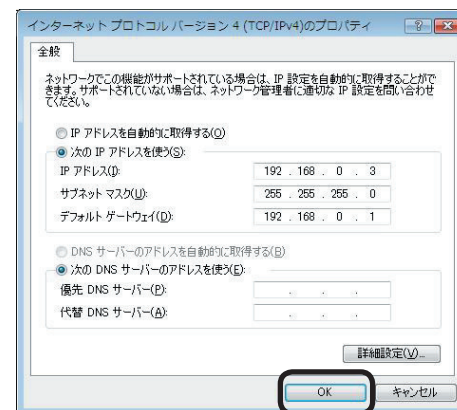 インターネット プロトコル バージョン 4 (TCP/IPv4)のプロパティ
全般
ネットワークでこの機能がサポートされている場合は、IP 設定を自動的に取得することがで
きます。サポートされていない場合は、ネットワーク管理者に適切な IP 設定を問い合わせ
てください。
IP アドレスを自動的に取得する(O)
次の IP アドレスを使う(S):
IP アドレス(I): 192 . 168 . 0 . 3
サブネット マスク(U): 255 . 255 . 255 . 0
デフォルト ゲートウェイ(D): 192 . 168 . 0 . 1
DNS サーバーのアドレスを自動的に取得する(B)
次の DNS サーバーのアドレスを使う(E):
優先 DNS サーバー(P): . . .
代替 DNS サーバー(A): . . .
詳細設定(V)...
OK キャンセル